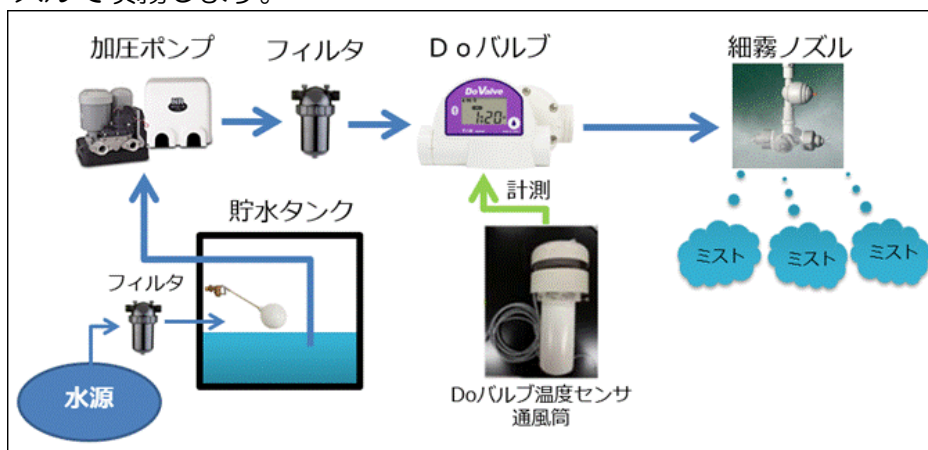 加圧ポンプ
フィルタ
Doバルブ
細霧ノズル
DoValve
1:20
計測
貯水タンク
フィルタ
水源
ミスト
ミスト
ミスト
Doバルブ温度センサ
通風筒